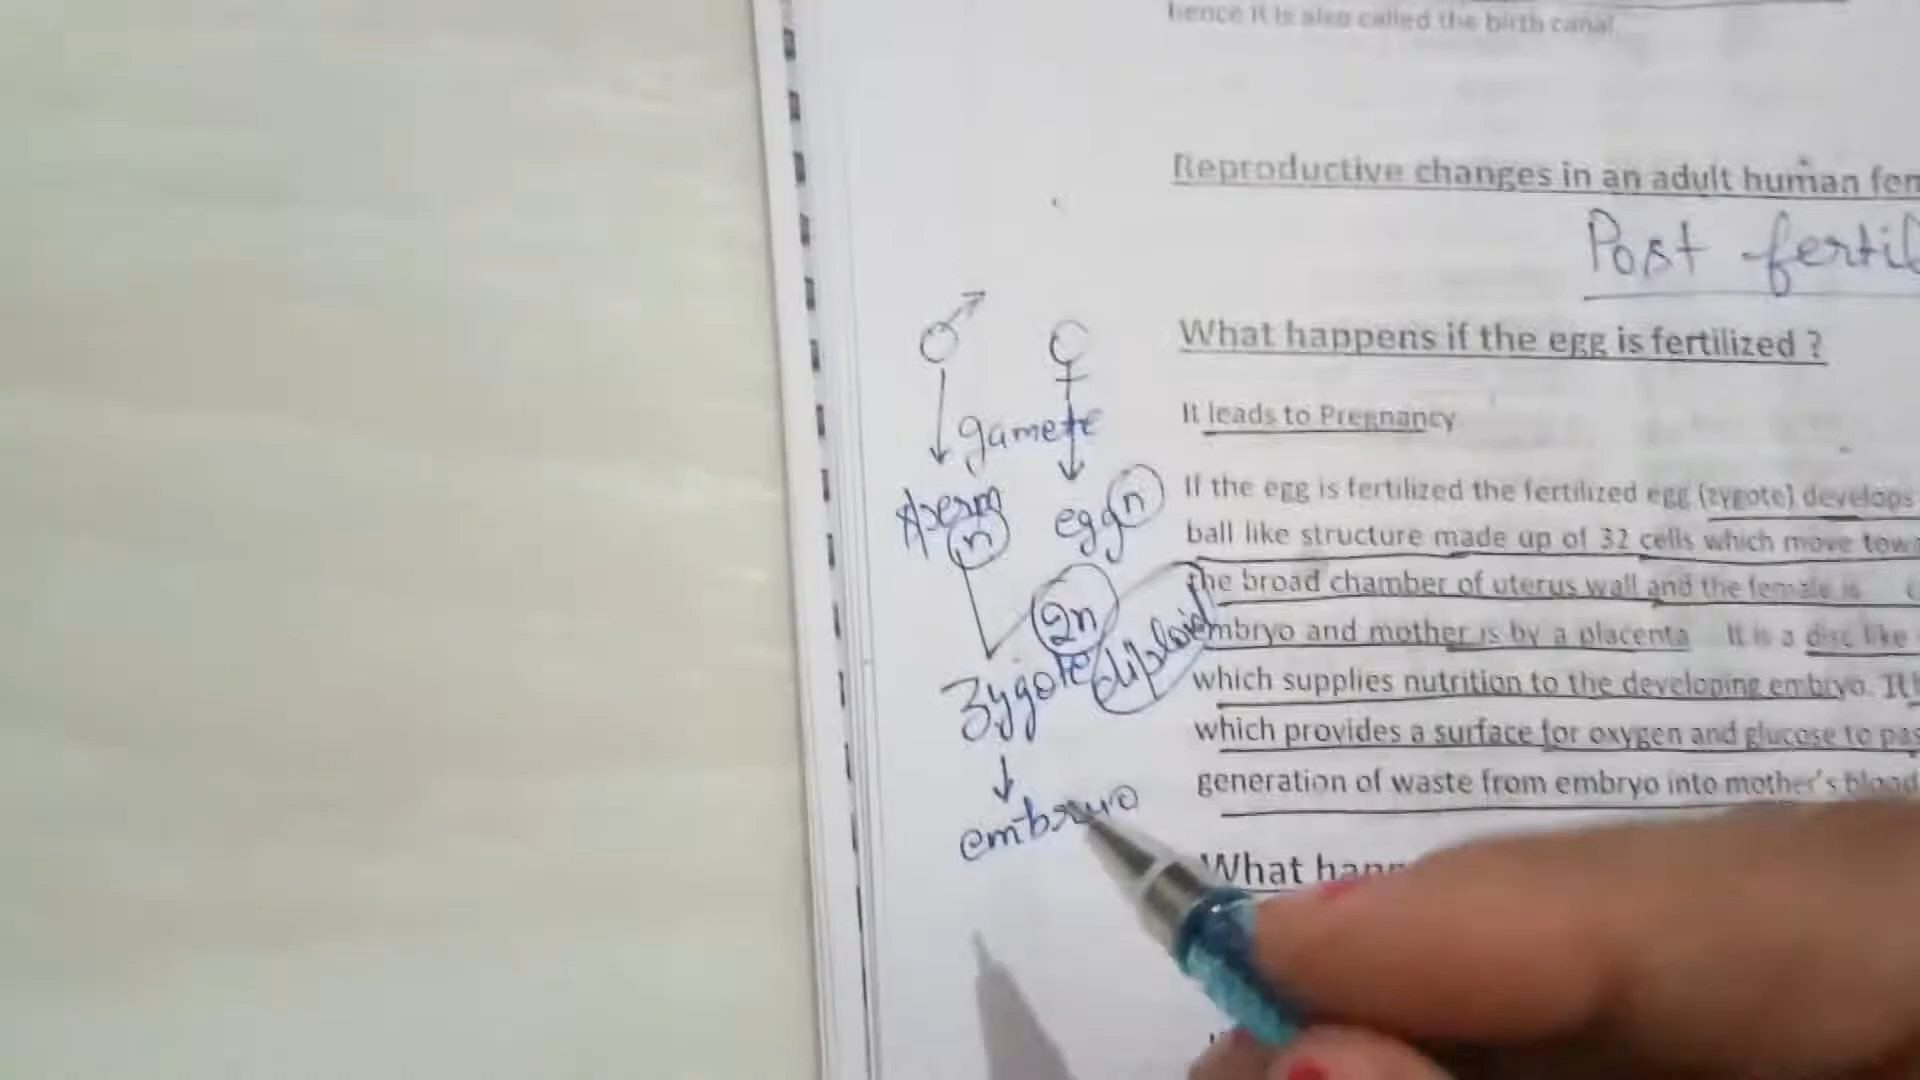 hence it is also called the birth canal.
Reproductive changes in an adult human fem
Post fertil
What happens if the egg is fertilized ?
It leads to Pregnancy
gamete
sperm
n
egg n
2n
Zygote diploid
embryo
If the egg is fertilized the fertilized egg (zygote) develops
ball like structure made up of 32 cells which move tow
the broad chamber of uterus wall and the female is
embryo and mother is by a placenta It is a disc like
which supplies nutrition to the developing embryo. It
which provides a surface for oxygen and glucose to pas
generation of waste from embryo into mother's blood
What happ